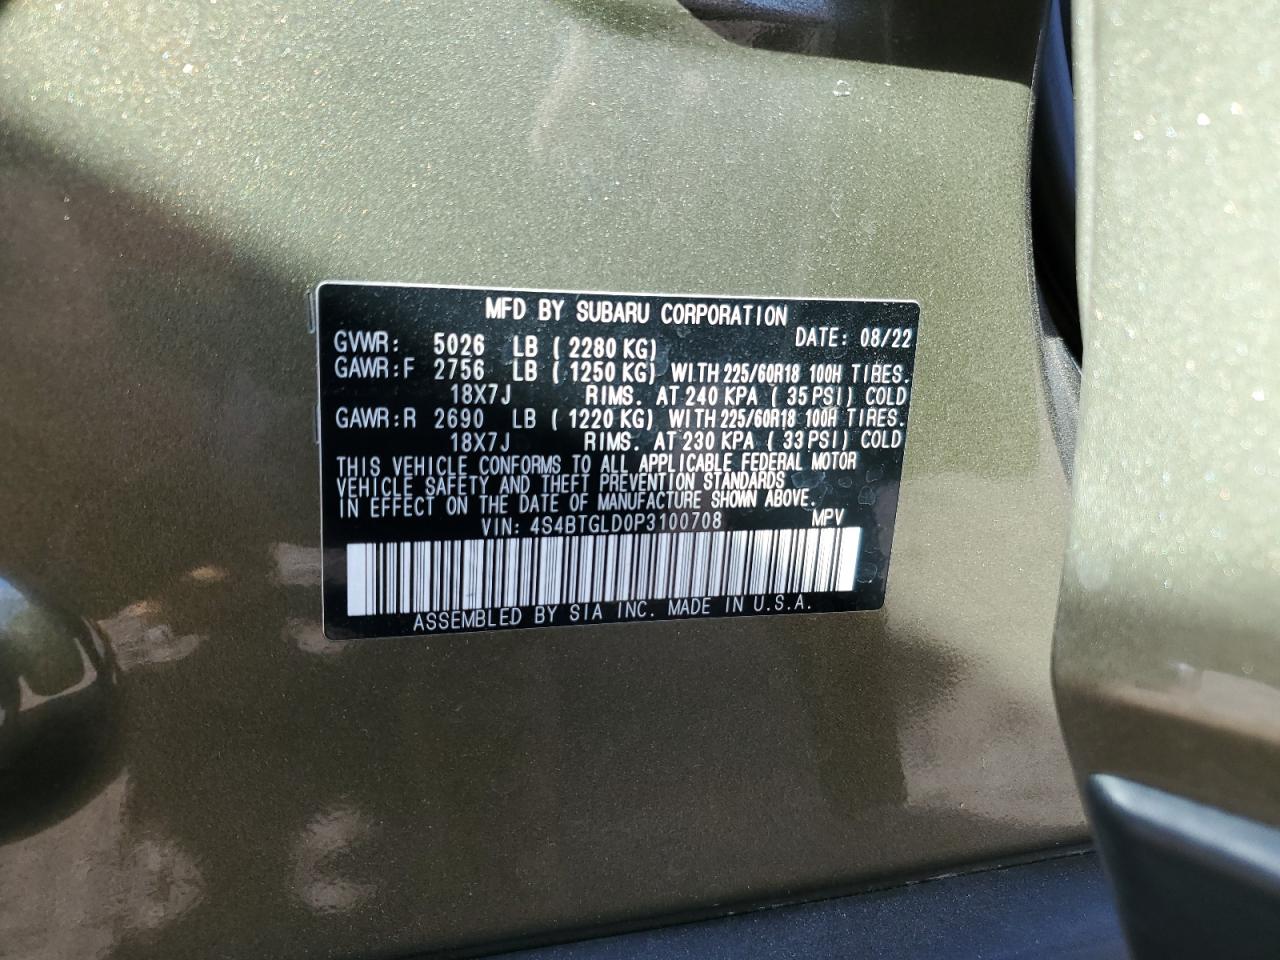 MFD BY SUBARU CORPORATION
DATE: 08/22
GVWR: 5026 LB ( 2280 KG)
GAWR:F 2756 LB ( 1250 KG) WITH 225/60R18 100H TIRES.
18X7J RIMS. AT 240 KPA ( 35 PSI) COLD
GAWR:R 2690 LB ( 1220 KG) WITH 225/60R18 100H TIRES.
18X7J RIMS. AT 230 KPA ( 33 PSI) COLD
THIS VEHICLE CONFORMS TO ALL APPLICABLE FEDERAL MOTOR
VEHICLE SAFETY AND THEFT PREVENTION STANDARDS
IN EFFECT ON THE DATE OF MANUFACTURE SHOWN ABOVE.
VIN: 4S4BTGLD0P3100708 MPV
ASSEMBLED BY SIA INC. MADE IN U.S.A.